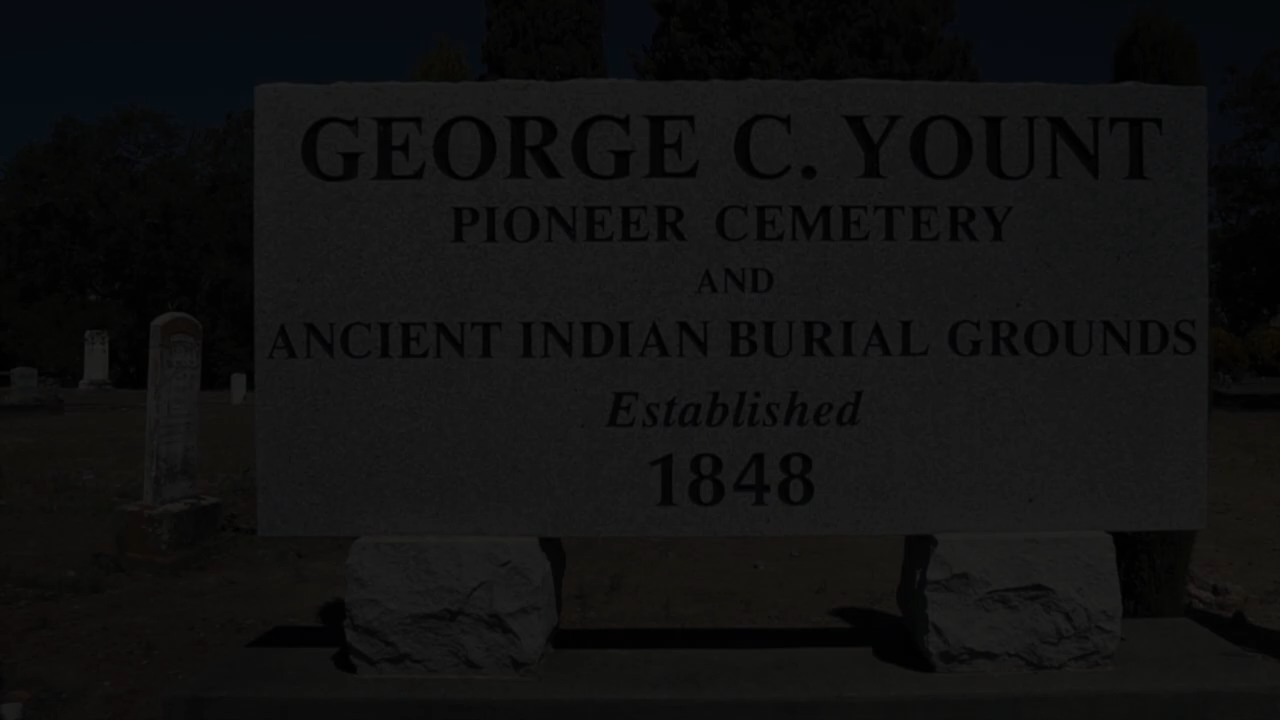 GEORGE C. YOUNT
PIONEER CEMETERY
AND
ANCIENT INDIAN BURIAL GROUNDS
Established
1848